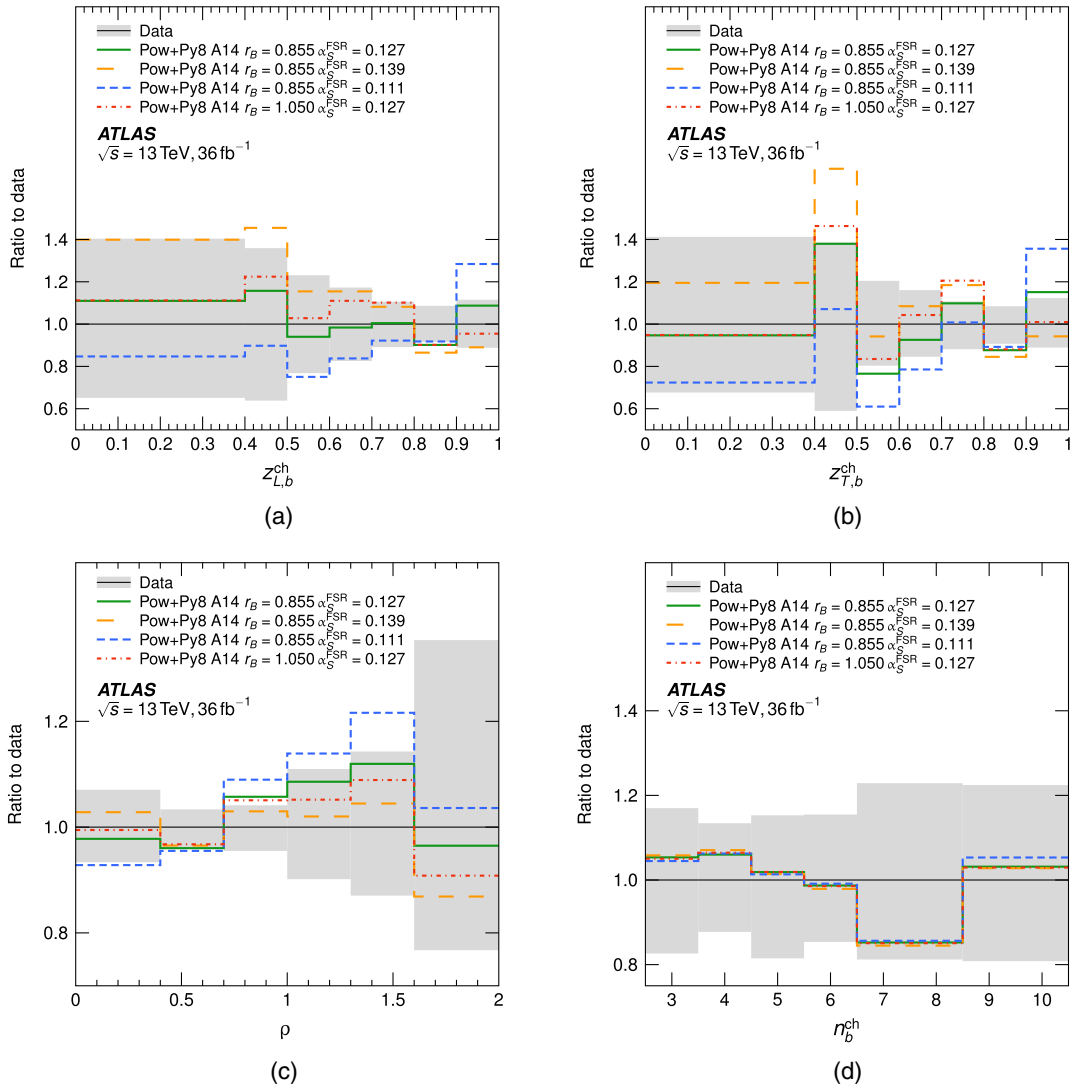 Data
Pow+Py8 A14 r_B = 0.855 α_S^FSR = 0.127
Pow+Py8 A14 r_B = 0.855 α_S^FSR = 0.139
Pow+Py8 A14 r_B = 0.855 α_S^FSR = 0.111
Pow+Py8 A14 r_B = 1.050 α_S^FSR = 0.127
ATLAS
√s = 13 TeV, 36 fb⁻¹
Ratio to data
1.4
1.2
1.0
0.8
0.6
0 0.1 0.2 0.3 0.4 0.5 0.6 0.7 0.8 0.9 1
z_{L,b}^{ch}
(a)
Data
Pow+Py8 A14 r_B = 0.855 α_S^FSR = 0.127
Pow+Py8 A14 r_B = 0.855 α_S^FSR = 0.139
Pow+Py8 A14 r_B = 0.855 α_S^FSR = 0.111
Pow+Py8 A14 r_B = 1.050 α_S^FSR = 0.127
ATLAS
√s = 13 TeV, 36 fb⁻¹
Ratio to data
1.4
1.2
1.0
0.8
0.6
0 0.1 0.2 0.3 0.4 0.5 0.6 0.7 0.8 0.9 1
z_{T,b}^{ch}
(b)
Data
Pow+Py8 A14 r_B = 0.855 α_S^FSR = 0.127
Pow+Py8 A14 r_B = 0.855 α_S^FSR = 0.139
Pow+Py8 A14 r_B = 0.855 α_S^FSR = 0.111
Pow+Py8 A14 r_B = 1.050 α_S^FSR = 0.127
ATLAS
√s = 13 TeV, 36 fb⁻¹
Ratio to data
1.2
1.0
0.8
0 0.5 1 1.5 2
ρ
(c)
Data
Pow+Py8 A14 r_B = 0.855 α_S^FSR = 0.127
Pow+Py8 A14 r_B = 0.855 α_S^FSR = 0.139
Pow+Py8 A14 r_B = 0.855 α_S^FSR = 0.111
Pow+Py8 A14 r_B = 1.050 α_S^FSR = 0.127
ATLAS
√s = 13 TeV, 36 fb⁻¹
Ratio to data
1.4
1.2
1.0
0.8
3 4 5 6 7 8 9 10
n_b^{ch}
(d)